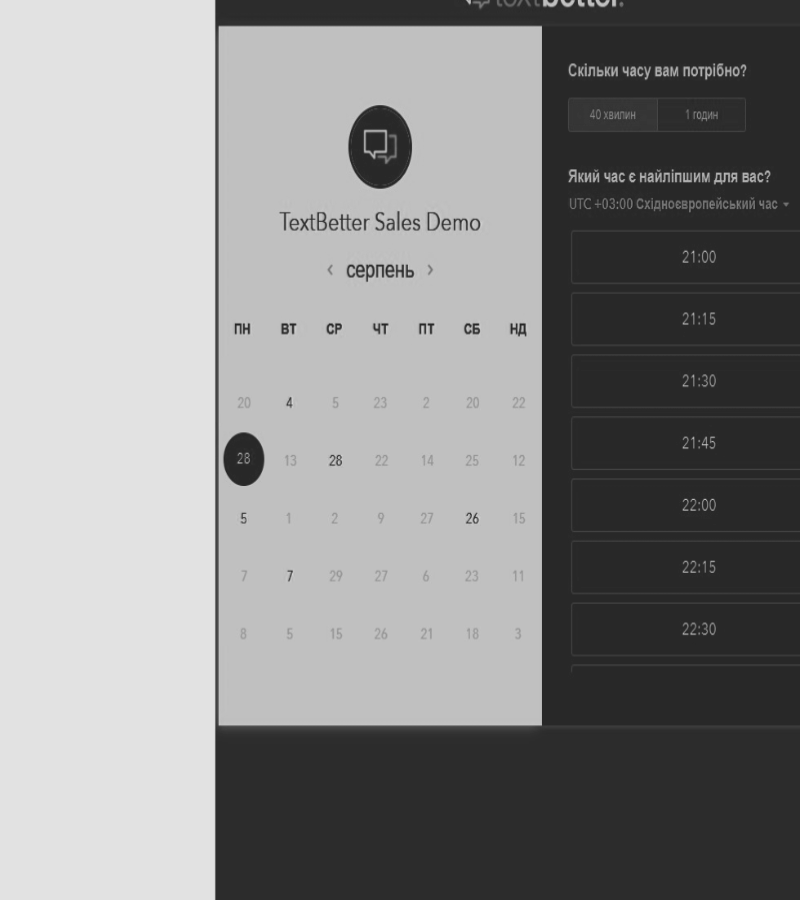 textbetter.
TextBetter Sales Demo
‹ серпень ›
ПН ВТ СР ЧТ ПТ СБ НД
20 4 5 23 2 20 22
28 13 28 22 14 25 12
5 1 2 9 27 26 15
7 7 29 27 6 23 11
8 5 15 26 21 18 3
Скільки часу вам потрібно?
40 хвилин 1 годин
Який час є найліпшим для вас?
UTC +03:00 Східноєвропейський час
21:00
21:15
21:30
21:45
22:00
22:15
22:30